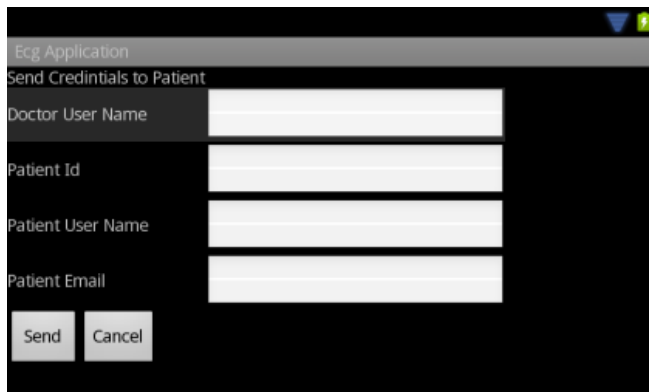 Ecg Application
Send Credintials to Patient
Doctor User Name
Patient Id
Patient User Name
Patient Email
Send Cancel